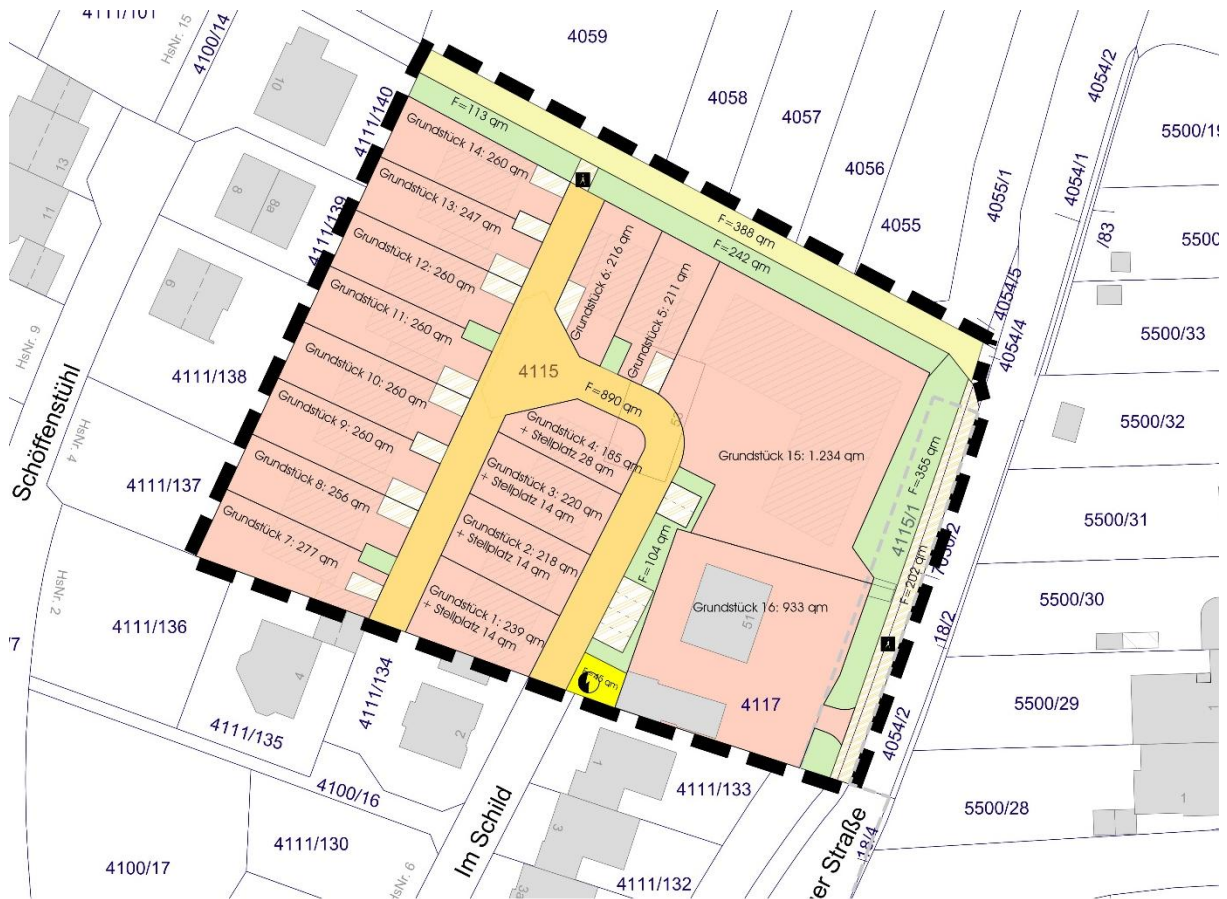 4111/101
HsNr. 15
4100/14
10
4111/140
4059
4058
4057
4056
4055
4055/1
4054/2
4054/1
5500/19
/83
5500
4054/5
4054/4
5500/33
5500/32
5500/31
5500/30
5500/29
5500/28
13
11
8
8a
4111/139
9
HsNr. 6
4111/138
Schöffenstühl
HsNr. 4
4111/137
HsNr. 2
4111/136
4111/135
4
4111/134
2
4100/16
4100/17
4111/130
HsNr. 6
Im Schild
1
3
3a
4111/133
4111/132
er Straße
18/4
4054/2
18/2
1
1
F=113 qm
F=388 qm
F=242 qm
Grundstück 14: 260 qm
Grundstück 13: 247 qm
Grundstück 12: 260 qm
Grundstück 11: 260 qm
Grundstück 10: 260 qm
Grundstück 9: 260 qm
Grundstück 8: 256 qm
Grundstück 7: 277 qm
Grundstück 6: 216 qm
Grundstück 5: 211 qm
4115
F=890 qm
Grundstück 4: 185 qm
+ Stellplatz 28 qm
Grundstück 3: 220 qm
+ Stellplatz 14 qm
Grundstück 2: 218 qm
+ Stellplatz 14 qm
Grundstück 1: 239 qm
+ Stellplatz 14 qm
Grundstück 15: 1.234 qm
F=355 qm
4115/1
F=202 qm
F=104 qm
Grundstück 16: 933 qm
51
4117